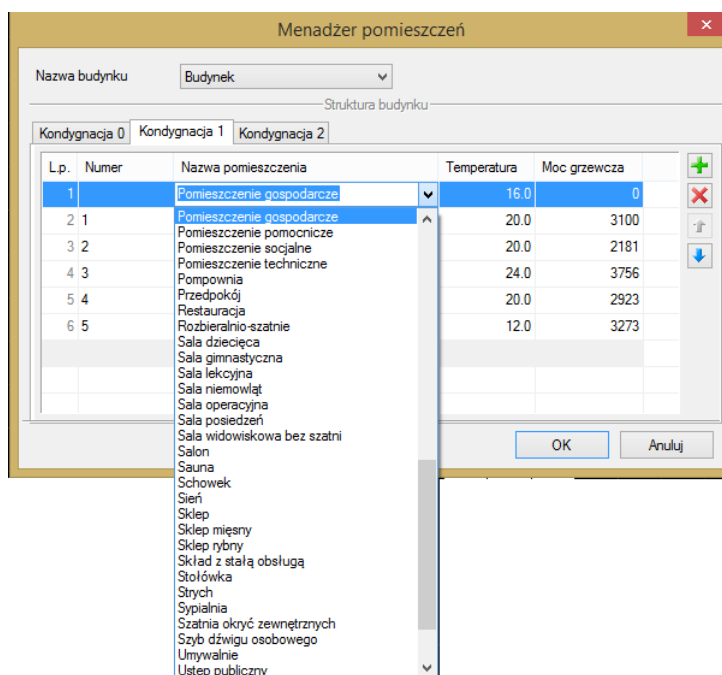 Menadżer pomieszczeń
Nazwa budynku Budynek
Struktura budynku
Kondygnacja 0 Kondygnacja 1 Kondygnacja 2
L.p. Numer Nazwa pomieszczenia Temperatura Moc grzewcza
1 Pomieszczenie gospodarcze 16.0 0
2 1 Pomieszczenie gospodarcze 20.0 3100
Pomieszczenie pomocnicze
3 2 Pomieszczenie socjalne 20.0 2181
Pomieszczenie techniczne
4 3 Pompownia 24.0 3756
Przedpokój
5 4 Restauracja 20.0 2923
6 5 Rozbieralnio-szatnie 12.0 3273
Sala dziecięca
Sala gimnastyczna
Sala lekcyjna
Sala niemowląt
Sala operacyjna
Sala posiedzeń
Sala widowiskowa bez szatni
OK Anuluj
Salon
Sauna
Schowek
Sień
Sklep
Sklep mięsny
Sklep rybny
Skład z stałą obsługą
Stołówka
Strych
Sypialnia
Szatnia okryć zewnętrznych
Szyb dźwigu osobowego
Umywalnie
Ustęp publiczny